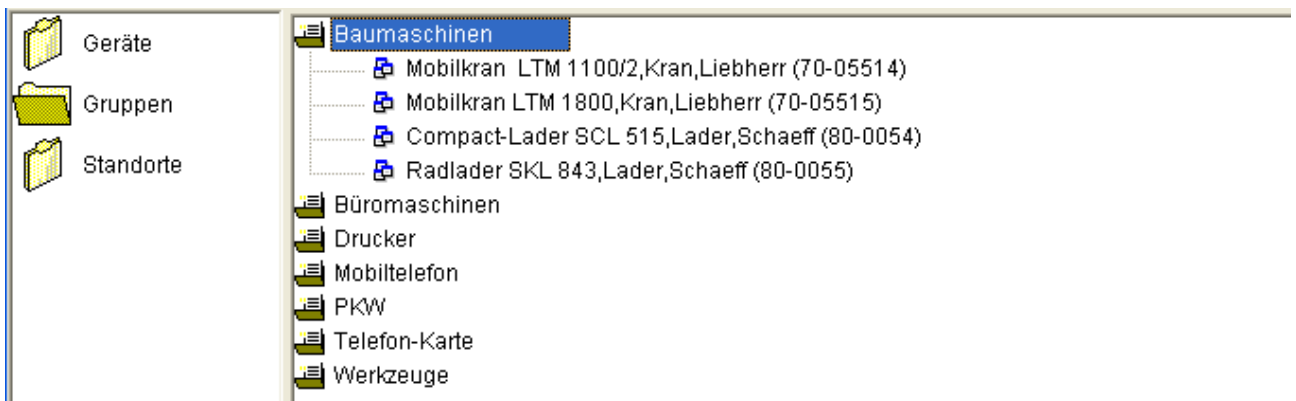 Geräte
Gruppen
Standorte
Baumaschinen
Mobilkran LTM 1100/2,Kran,Liebherr (70-05514)
Mobilkran LTM 1800,Kran,Liebherr (70-05515)
Compact-Lader SCL 515,Lader,Schaeff (80-0054)
Radlader SKL 843,Lader,Schaeff (80-0055)
Büromaschinen
Drucker
Mobiltelefon
PKW
Telefon-Karte
Werkzeuge